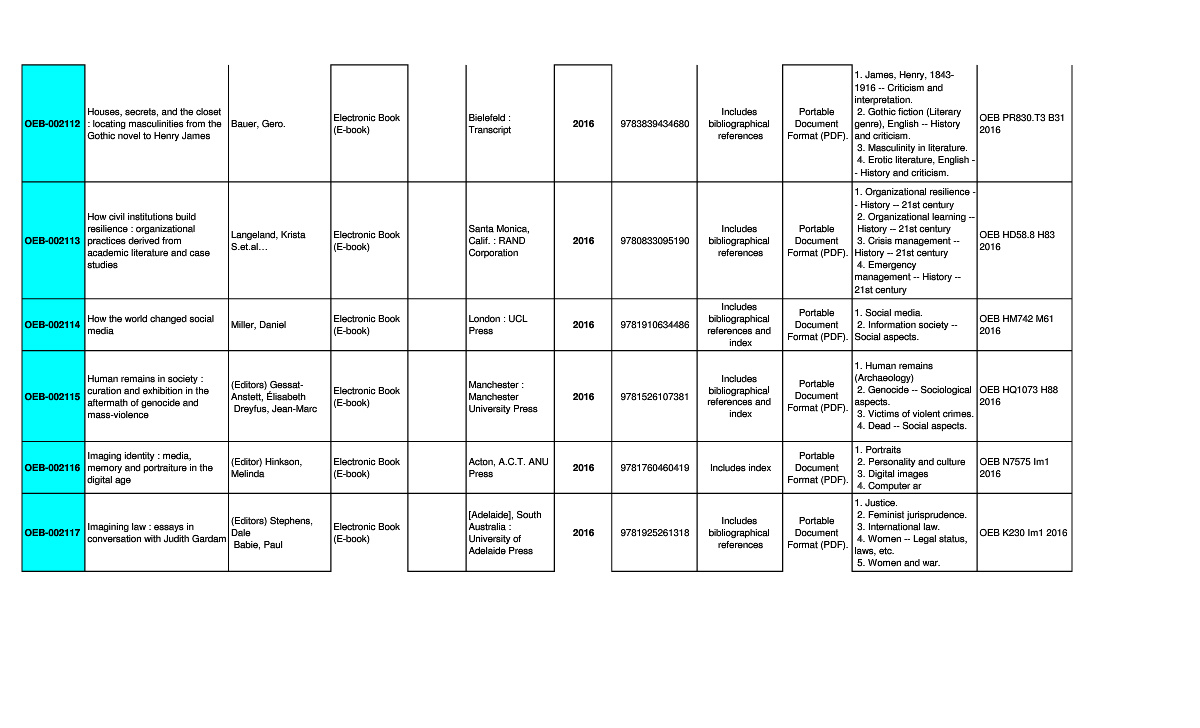 OEB-002112
Houses, secrets, and the closet
: locating masculinities from the
Gothic novel to Henry James
Bauer, Gero.
Electronic Book
(E-book)
Bielefeld :
Transcript
2016
9783839434680
Includes
bibliographical
references
Portable
Document
Format (PDF).
1. James, Henry, 1843-
1916 -- Criticism and
interpretation.
2. Gothic fiction (Literary
genre), English -- History
and criticism.
3. Masculinity in literature.
4. Erotic literature, English -
- History and criticism.
OEB PR830.T3 B31
2016
OEB-002113
How civil institutions build
resilience : organizational
practices derived from
academic literature and case
studies
Langeland, Krista
S.et.al...
Electronic Book
(E-book)
Santa Monica,
Calif. : RAND
Corporation
2016
9780833095190
Includes
bibliographical
references
Portable
Document
Format (PDF).
1. Organizational resilience -
- History -- 21st century
2. Organizational learning --
History -- 21st century
3. Crisis management --
History -- 21st century
4. Emergency
management -- History --
21st century
OEB HD58.8 H83
2016
OEB-002114
How the world changed social
media
Miller, Daniel
Electronic Book
(E-book)
London : UCL
Press
2016
9781910634486
Includes
bibliographical
references and
index
Portable
Document
Format (PDF).
1. Social media.
2. Information society --
Social aspects.
OEB HM742 M61
2016
OEB-002115
Human remains in society :
curation and exhibition in the
aftermath of genocide and
mass-violence
(Editors) Gessat-
Anstett, Élisabeth
Dreyfus, Jean-Marc
Electronic Book
(E-book)
Manchester :
Manchester
University Press
2016
9781526107381
Includes
bibliographical
references and
index
Portable
Document
Format (PDF).
1. Human remains
(Archaeology)
2. Genocide -- Sociological
aspects.
3. Victims of violent crimes.
4. Dead -- Social aspects.
OEB HQ1073 H88
2016
OEB-002116
Imaging identity : media,
memory and portraiture in the
digital age
(Editor) Hinkson,
Melinda
Electronic Book
(E-book)
Acton, A.C.T. ANU
Press
2016
9781760460419
Includes index
Portable
Document
Format (PDF).
1. Portraits
2. Personality and culture
3. Digital images
4. Computer ar
OEB N7575 Im1
2016
OEB-002117
Imagining law : essays in
conversation with Judith Gardam
(Editors) Stephens,
Dale
Babie, Paul
Electronic Book
(E-book)
[Adelaide], South
Australia :
University of
Adelaide Press
2016
9781925261318
Includes
bibliographical
references
Portable
Document
Format (PDF).
1. Justice.
2. Feminist jurisprudence.
3. International law.
4. Women -- Legal status,
laws, etc.
5. Women and war.
OEB K230 Im1 2016